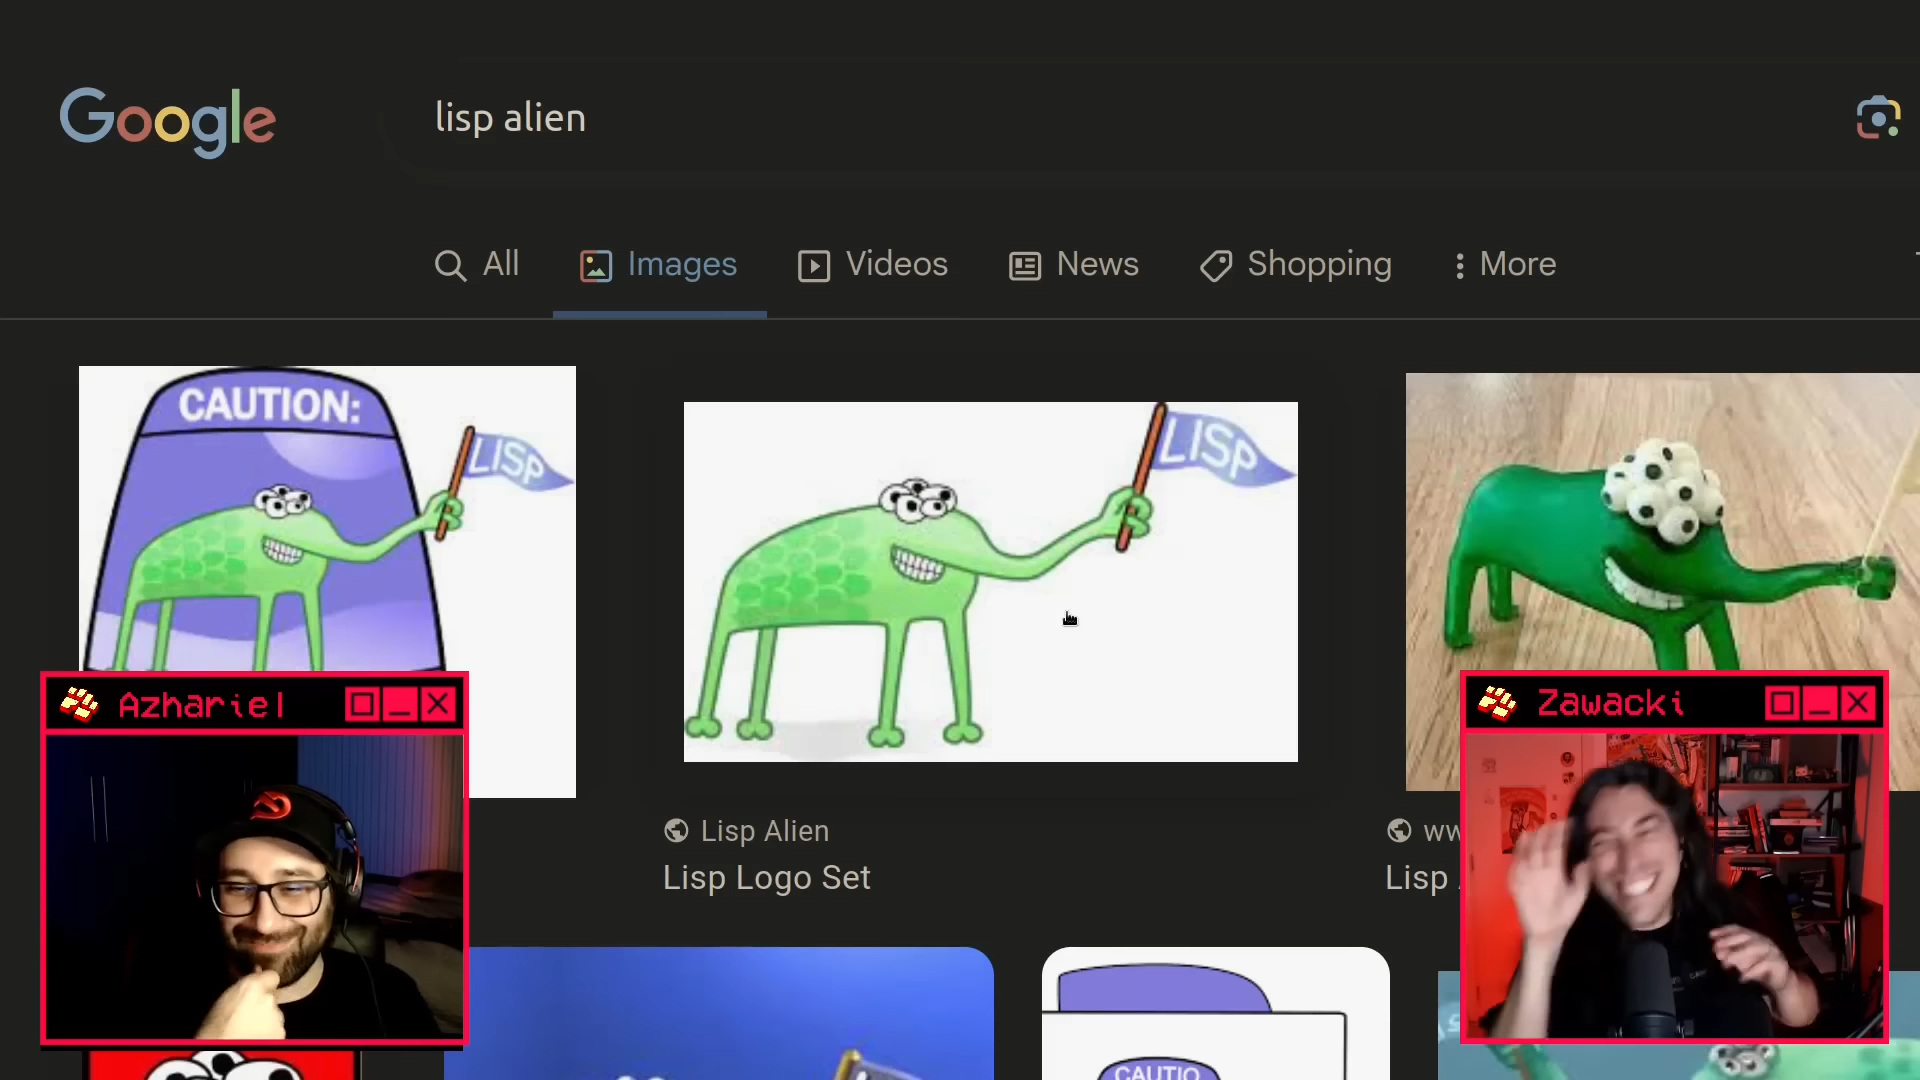 Google
lisp alien
All
Images
Videos
News
Shopping
More
CAUTION:
LISP
LISP
Azhariel
Zawacki
Lisp Alien
Lisp Logo Set
ww
Lisp
CAUTIO